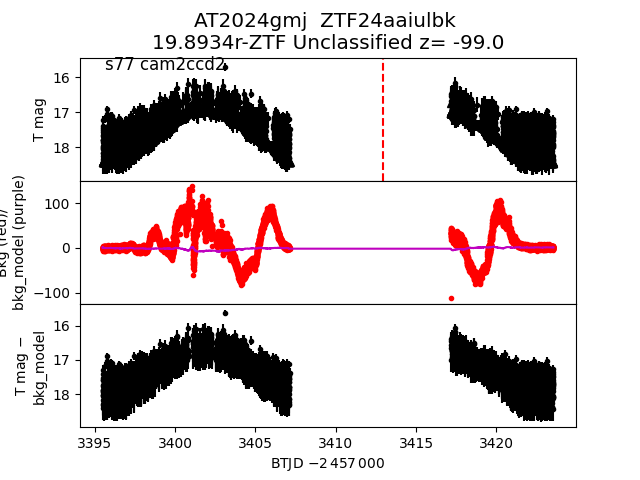 AT2024gmj  ZTF24aaiulbk
19.8934r-ZTF Unclassified z= -99.0
s77 cam2ccd2
T mag
16
17
18
Bkg (red)/
bkg_model (purple)
100
0
−100
T mag −
bkg_model
16
17
18
3395 3400 3405 3410 3415 3420
BTJD −2 457 000